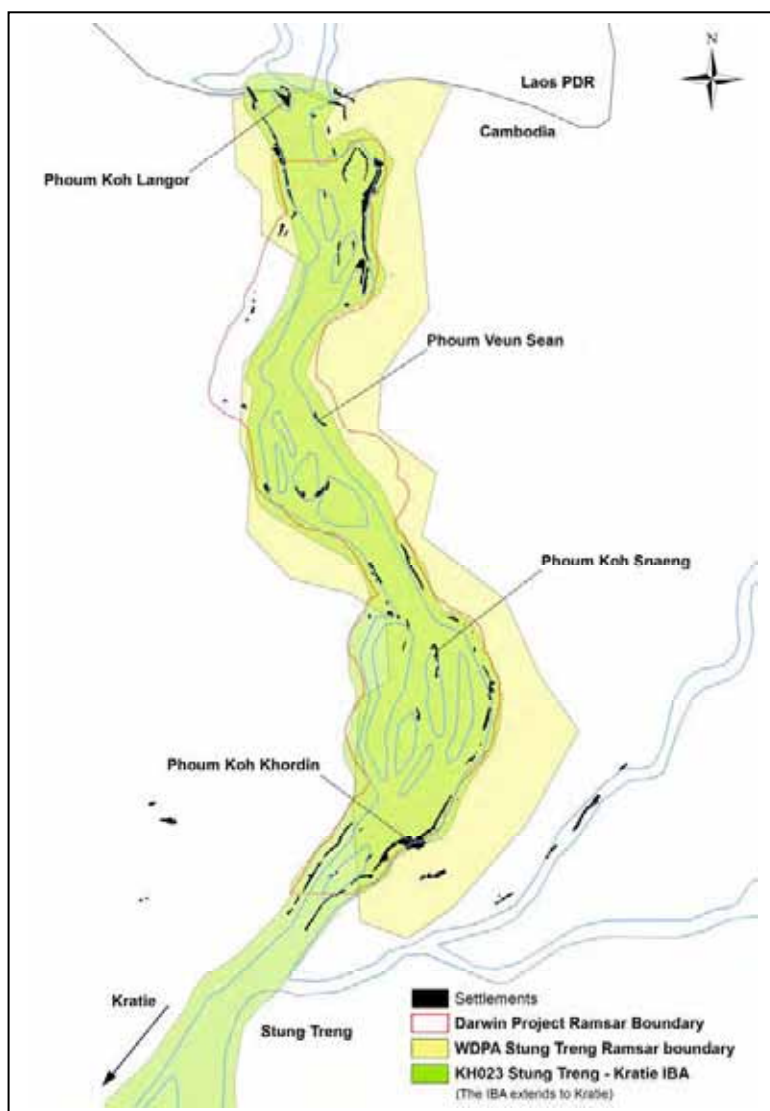 N
Laos PDR
Cambodia
Phoum Koh Langor
Phoum Veun Sean
Phoum Koh Snaeng
Phoum Koh Khordin
Kratie
Stung Treng
Settlements
Darwin Project Ramsar Boundary
WDPA Stung Treng Ramsar boundary
KH023 Stung Treng - Kratie IBA
(The IBA extends to Kratie)